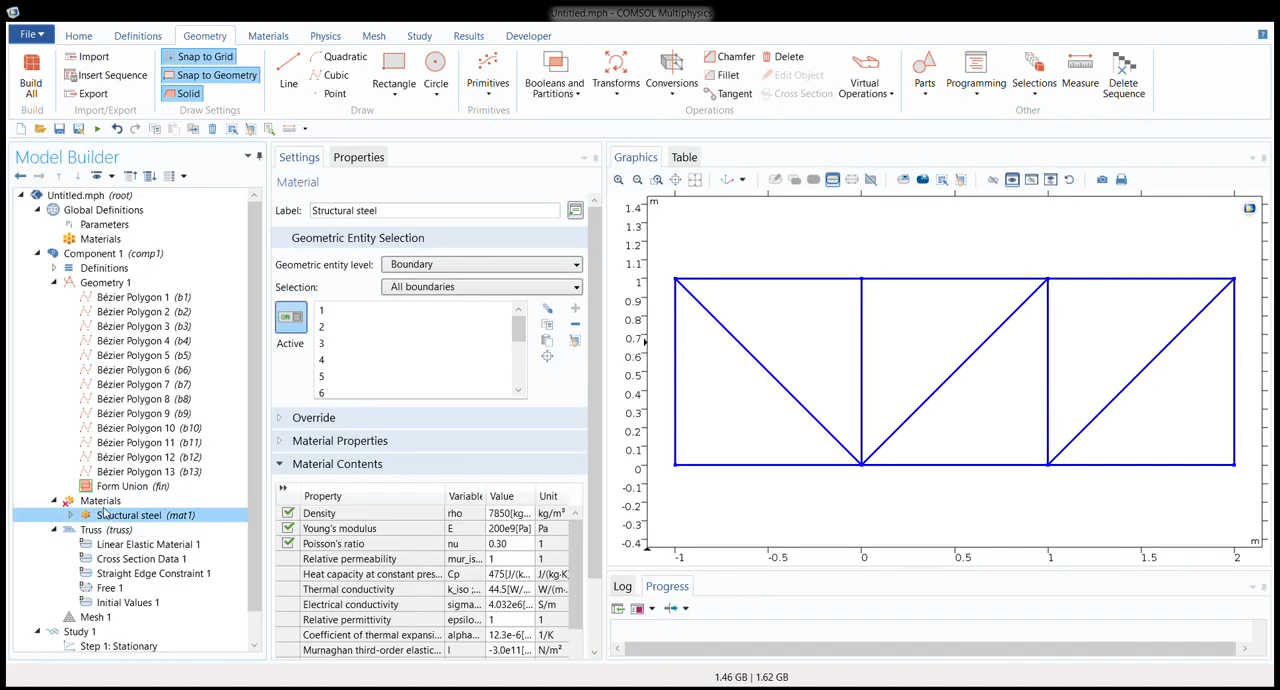 Untitled.mph - COMSOL Multiphysics
File Home Definitions Geometry Materials Physics Mesh Study Results Developer
Build All
Build
Import
Insert Sequence
Export
Import/Export
Snap to Grid
Snap to Geometry
Solid
Draw Settings
Line
Quadratic
Cubic
Point
Rectangle
Circle
Draw
Primitives
Primitives
Booleans and Partitions
Transforms
Conversions
Chamfer
Fillet
Tangent
Delete
Edit Object
Cross Section
Virtual Operations
Operations
Parts
Programming
Selections
Measure
Delete Sequence
Other
Model Builder
Untitled.mph (root)
Global Definitions
Pi Parameters
Materials
Component 1 (comp1)
Definitions
Geometry 1
Bézier Polygon 1 (b1)
Bézier Polygon 2 (b2)
Bézier Polygon 3 (b3)
Bézier Polygon 4 (b4)
Bézier Polygon 5 (b5)
Bézier Polygon 6 (b6)
Bézier Polygon 7 (b7)
Bézier Polygon 8 (b8)
Bézier Polygon 9 (b9)
Bézier Polygon 10 (b10)
Bézier Polygon 11 (b11)
Bézier Polygon 12 (b12)
Bézier Polygon 13 (b13)
Form Union (fin)
Materials
Structural steel (mat1)
Truss (truss)
Linear Elastic Material 1
Cross Section Data 1
Straight Edge Constraint 1
Free 1
Initial Values 1
Mesh 1
Study 1
Step 1: Stationary
Settings Properties
Material
Label: Structural steel
Geometric Entity Selection
Geometric entity level: Boundary
Selection: All boundaries
ON
Active
1
2
3
4
5
6
Override
Material Properties
Material Contents
Property Variable Value Unit
Density rho 7850[kg... kg/m³
Young's modulus E 200e9[Pa] Pa
Poisson's ratio nu 0.30 1
Relative permeability mur_is... 1 1
Heat capacity at constant pres... Cp 475[J/(k... J/(kg·K
Thermal conductivity k_iso ;... 44.5[W/... W/(m·.
Electrical conductivity sigma... 4.032e6[... S/m
Relative permittivity epsilo... 1 1
Coefficient of thermal expansi... alpha... 12.3e-6[... 1/K
Murnaghan third-order elastic... l -3.0e11[... N/m²
Graphics Table
m
1.4
1.3
1.2
1.1
1
0.9
0.8
0.7
0.6
0.5
0.4
0.3
0.2
0.1
0
-0.1
-0.2
-0.3
-0.4
m
-1 -0.5 0 0.5 1 1.5 2
Log Progress
1.46 GB | 1.62 GB